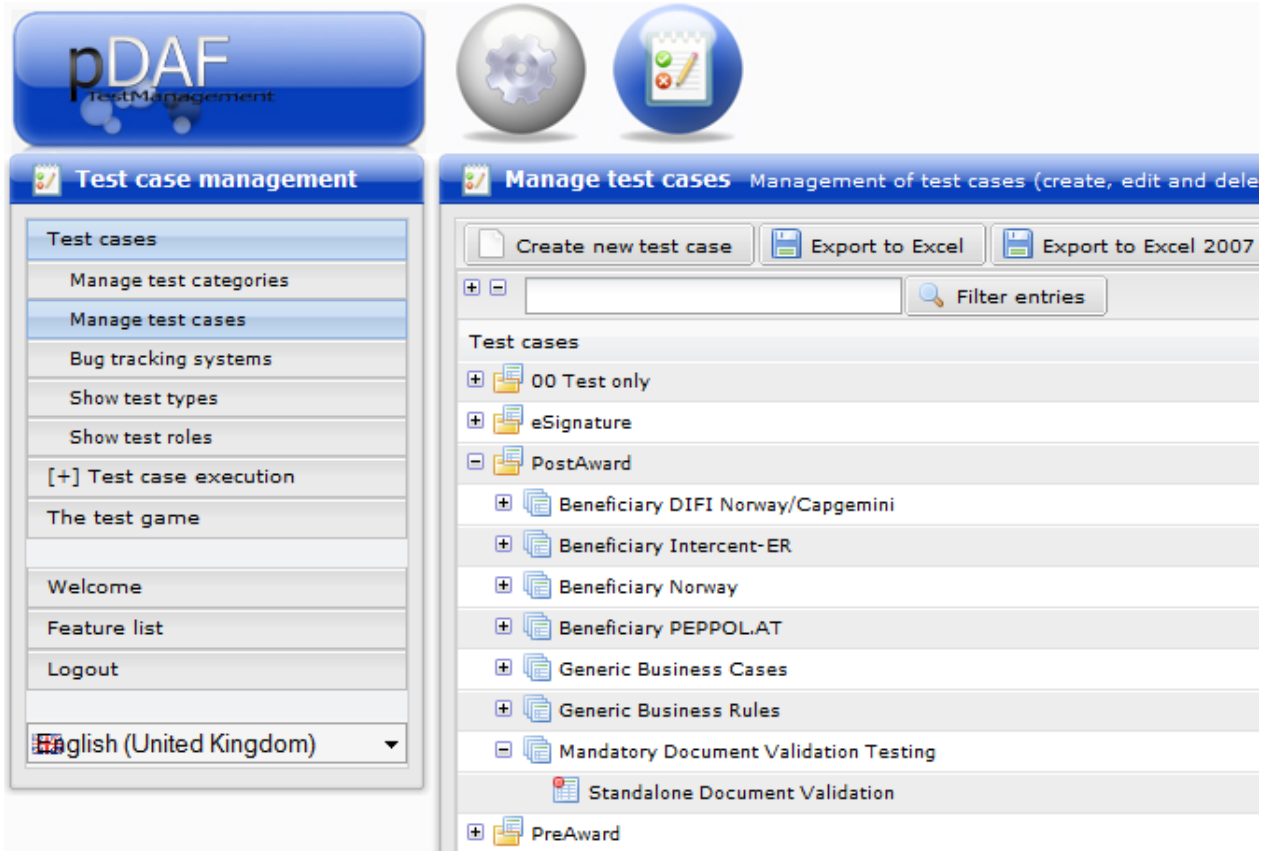 pDAF
TestManagement
Test case management
Test cases
Manage test categories
Manage test cases
Bug tracking systems
Show test types
Show test roles
[+] Test case execution
The test game
Welcome
Feature list
Logout
English (United Kingdom)
Manage test cases Management of test cases (create, edit and dele
Create new test case Export to Excel Export to Excel 2007
Filter entries
Test cases
00 Test only
eSignature
PostAward
Beneficiary DIFI Norway/Capgemini
Beneficiary Intercent-ER
Beneficiary Norway
Beneficiary PEPPOL.AT
Generic Business Cases
Generic Business Rules
Mandatory Document Validation Testing
Standalone Document Validation
PreAward